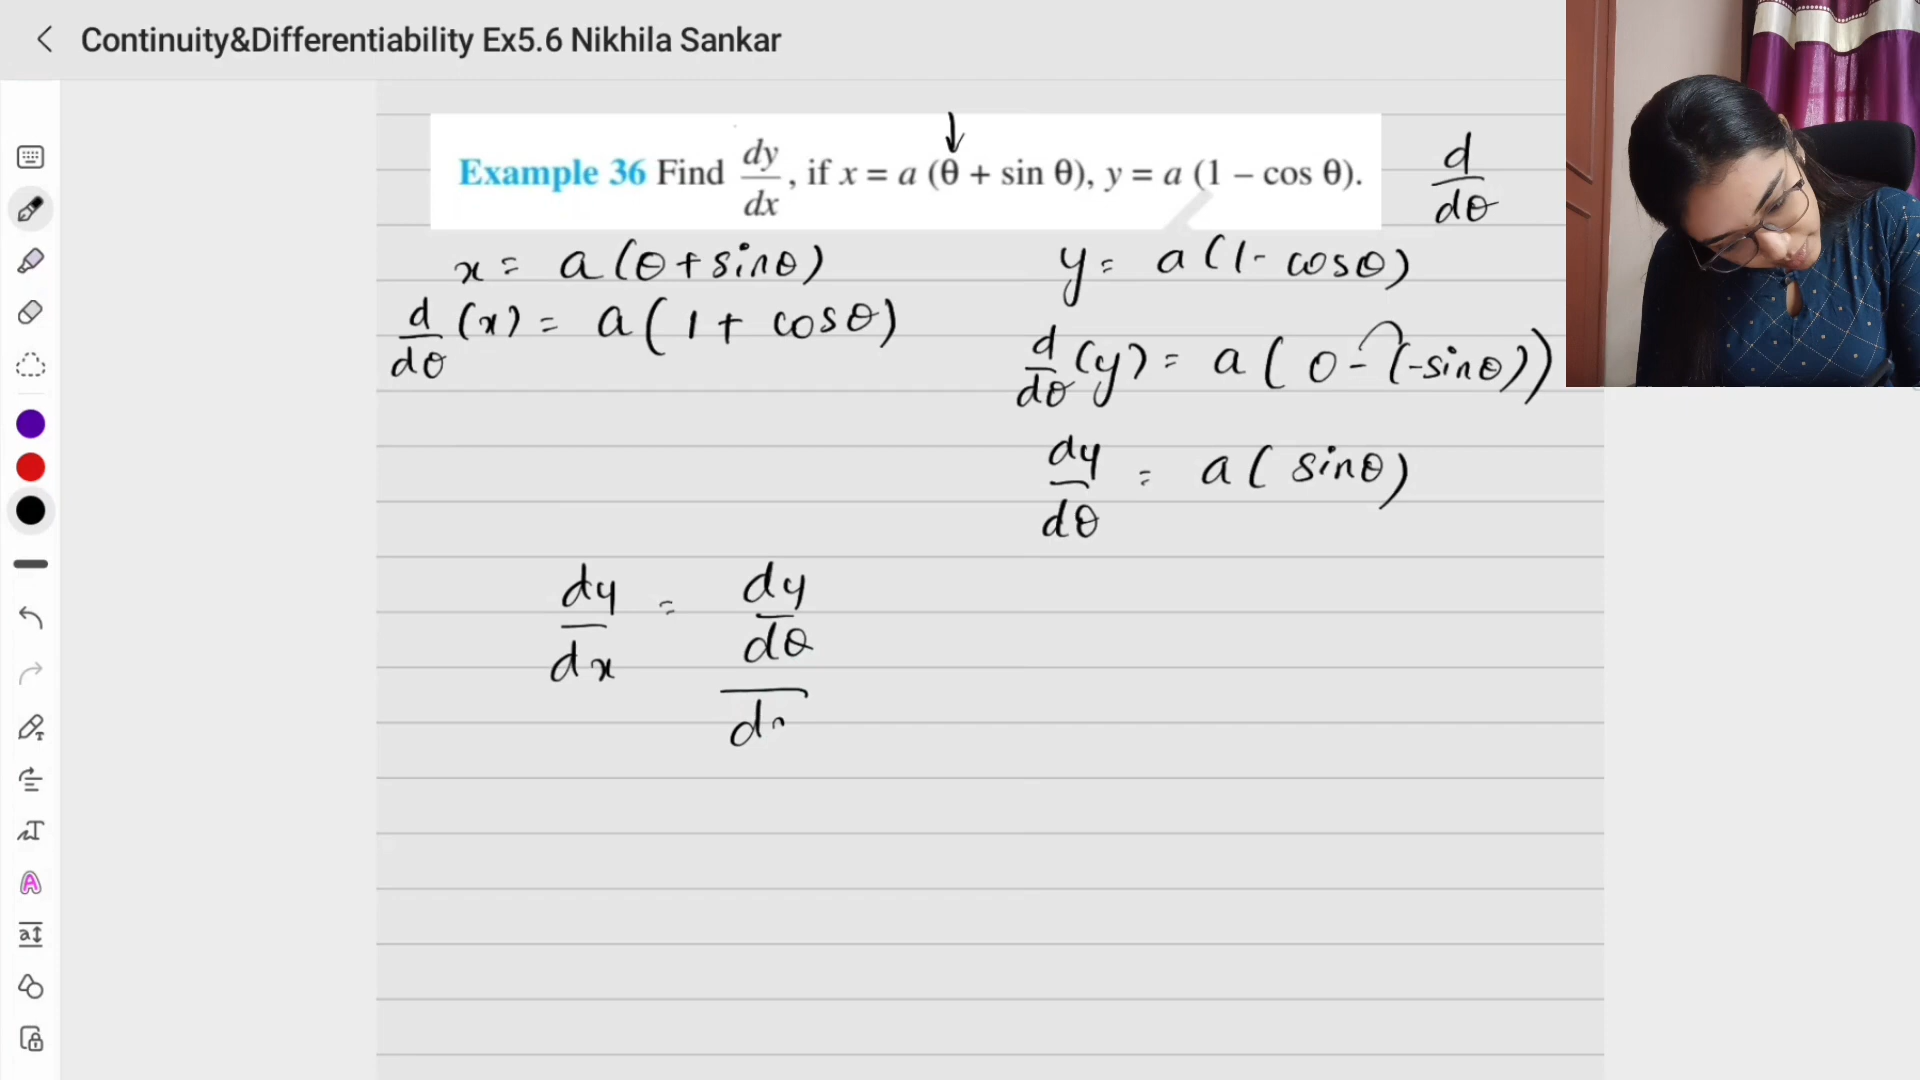 Continuity&Differentiability Ex5.6 Nikhila Sankar
Example 36 Find dy/dx, if x = a (θ + sin θ), y = a (1 – cos θ).
↓
d/dθ
x = a(θ+sinθ)
d/dθ (x) = a(1+ cosθ)
y = a(1- cosθ)
d/dθ (y) = a(0-(-sinθ))
dy/dθ = a(sinθ)
dy/dx = dy/dθ / d